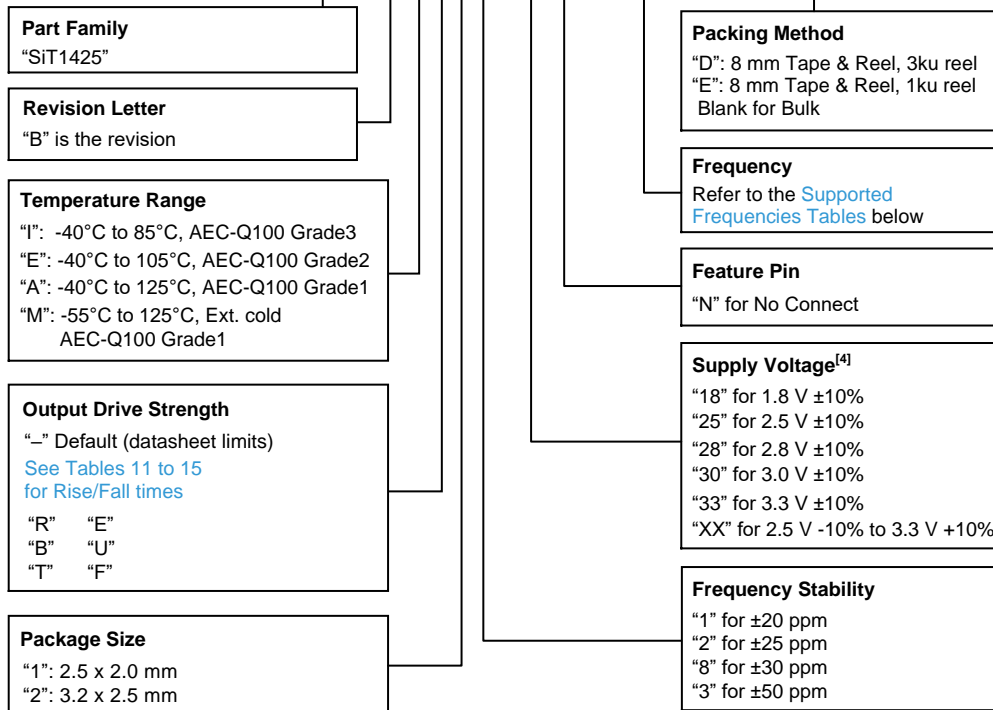 Part Family
“SiT1425”
Revision Letter
“B” is the revision
Temperature Range
“I”: -40°C to 85°C, AEC-Q100 Grade3
“E”: -40°C to 105°C, AEC-Q100 Grade2
“A”: -40°C to 125°C, AEC-Q100 Grade1
“M”: -55°C to 125°C, Ext. cold
AEC-Q100 Grade1
Output Drive Strength
“–” Default (datasheet limits)
See Tables 11 to 15
for Rise/Fall times
“R” “E”
“B” “U”
“T” “F”
Package Size
“1”: 2.5 x 2.0 mm
“2”: 3.2 x 2.5 mm
Packing Method
“D”: 8 mm Tape & Reel, 3ku reel
“E”: 8 mm Tape & Reel, 1ku reel
Blank for Bulk
Frequency
Refer to the Supported
Frequencies Tables below
Feature Pin
“N” for No Connect
Supply Voltage[4]
“18” for 1.8 V ±10%
“25” for 2.5 V ±10%
“28” for 2.8 V ±10%
“30” for 3.0 V ±10%
“33” for 3.3 V ±10%
“XX” for 2.5 V -10% to 3.3 V +10%
Frequency Stability
“1” for ±20 ppm
“2” for ±25 ppm
“8” for ±30 ppm
“3” for ±50 ppm